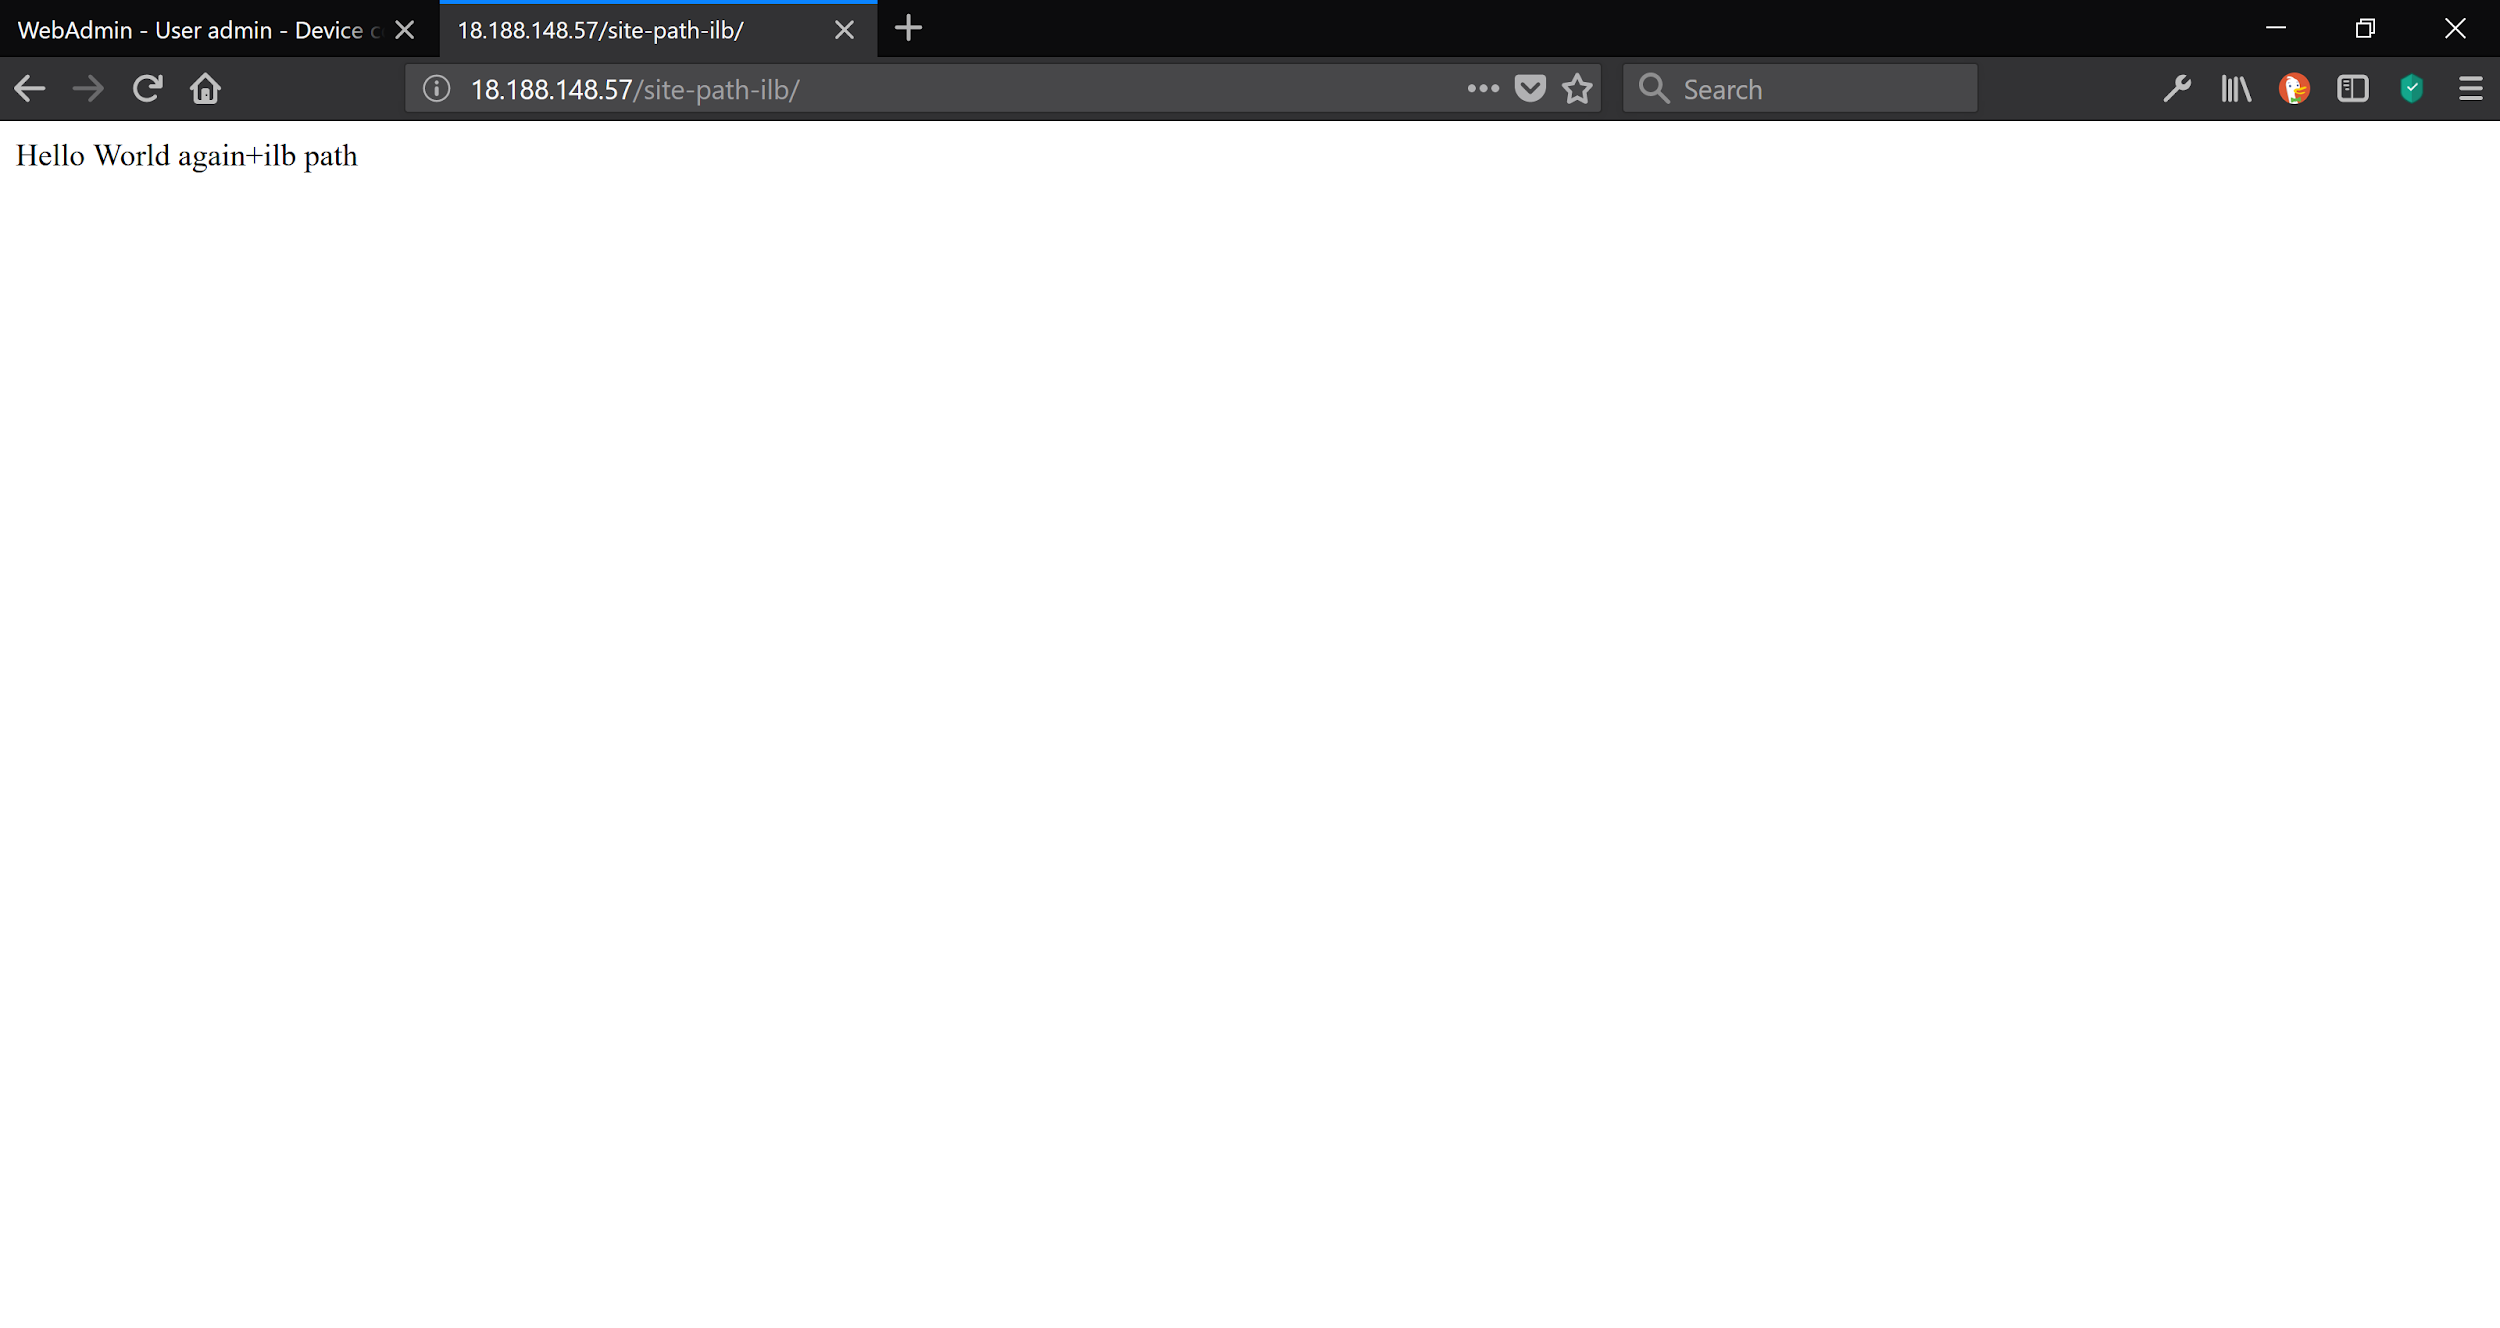 WebAdmin - User admin - Device
18.188.148.57/site-path-ilb/
18.188.148.57/site-path-ilb/
Search
Hello World again+ilb path